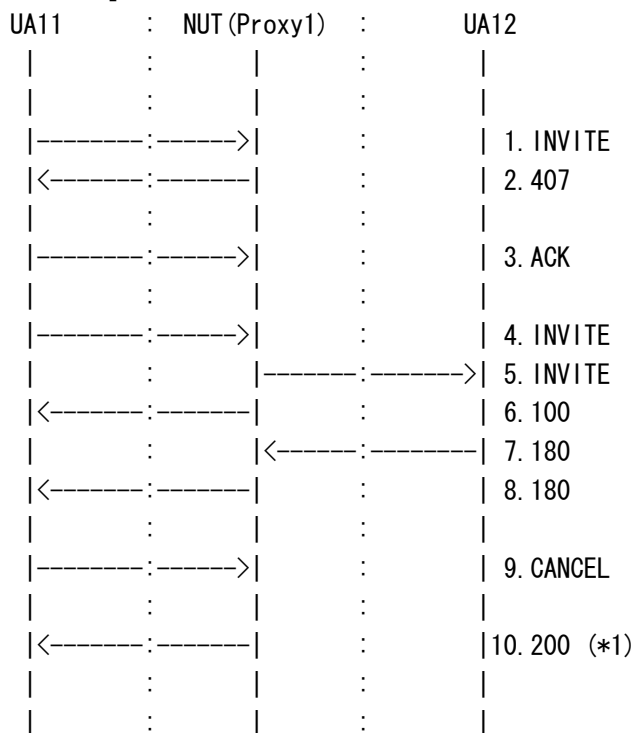 UA11 : NUT(Proxy1) : UA12
| : | : |
| : | : |
|--------:------>| : | 1. INVITE
|<-------:-------| : | 2. 407
| : | : |
|--------:------>| : | 3. ACK
| : | : |
|--------:------>| : | 4. INVITE
| : |-------:------->| 5. INVITE
|<-------:-------| : | 6. 100
| : |<------:--------| 7. 180
|<-------:-------| : | 8. 180
| : | : |
|--------:------>| : | 9. CANCEL
| : | : |
|<-------:-------| : |10. 200 (*1)
| : | : |
| : | : |